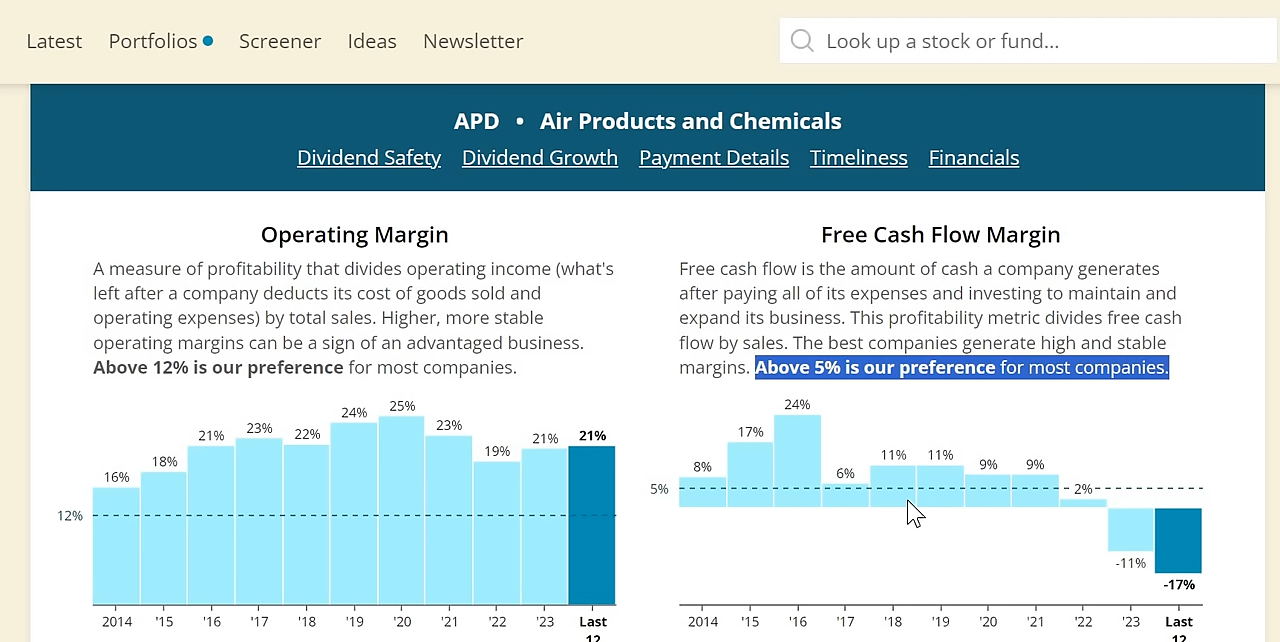 Latest Portfolios Screener Ideas Newsletter
Look up a stock or fund...
APD • Air Products and Chemicals
Dividend Safety Dividend Growth Payment Details Timeliness Financials
Operating Margin
A measure of profitability that divides operating income (what's
left after a company deducts its cost of goods sold and
operating expenses) by total sales. Higher, more stable
operating margins can be a sign of an advantaged business.
Above 12% is our preference for most companies.
16% 18% 21% 23% 22% 24% 25% 23% 19% 21% 21%
12%
2014 '15 '16 '17 '18 '19 '20 '21 '22 '23 Last
12
Free Cash Flow Margin
Free cash flow is the amount of cash a company generates
after paying all of its expenses and investing to maintain and
expand its business. This profitability metric divides free cash
flow by sales. The best companies generate high and stable
margins. Above 5% is our preference for most companies.
8% 17% 24% 6% 11% 11% 9% 9% 2% -11% -17%
5%
2014 '15 '16 '17 '18 '19 '20 '21 '22 '23 Last
12